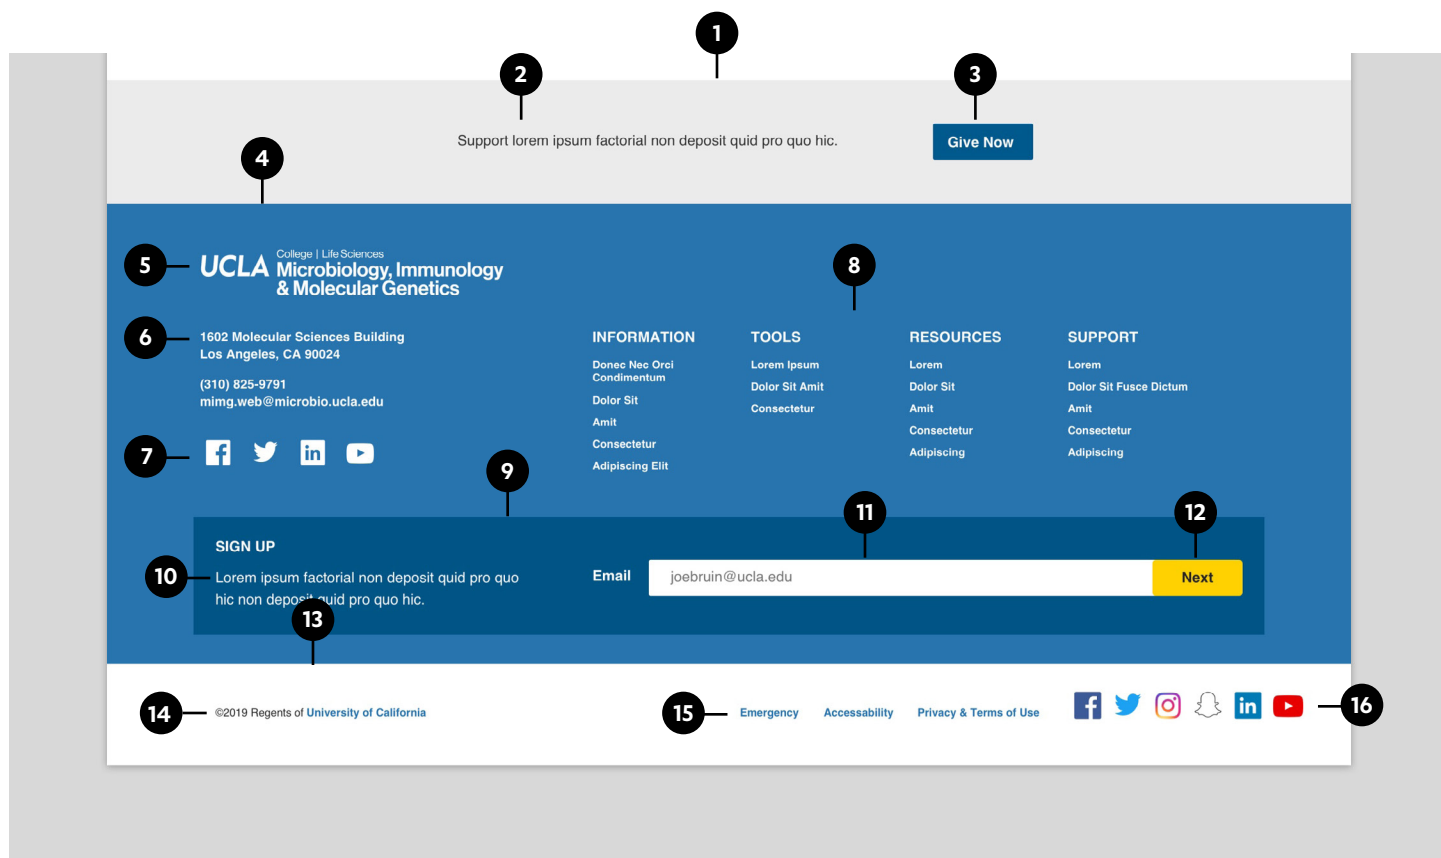 1
2
3
Support lorem ipsum factorial non deposit quid pro quo hic.
Give Now
4
5
UCLA
College | Life Sciences
Microbiology, Immunology
& Molecular Genetics
6
1602 Molecular Sciences Building
Los Angeles, CA 90024
(310) 825-9791
mimg.web@microbio.ucla.edu
7
8
INFORMATION
Donec Nec Orci
Condimentum
Dolor Sit
Amit
Consectetur
Adipiscing Elit
TOOLS
Lorem Ipsum
Dolor Sit Amit
Consectetur
RESOURCES
Lorem
Dolor Sit
Amit
Consectetur
Adipiscing
SUPPORT
Lorem
Dolor Sit Fusce Dictum
Amit
Consectetur
Adipiscing
9
SIGN UP
10
Lorem ipsum factorial non deposit quid pro quo
hic non deposit quid pro quo hic.
11
Email
joebruin@ucla.edu
12
Next
13
14
©2019 Regents of University of California
15
Emergency
Accessability
Privacy & Terms of Use
16